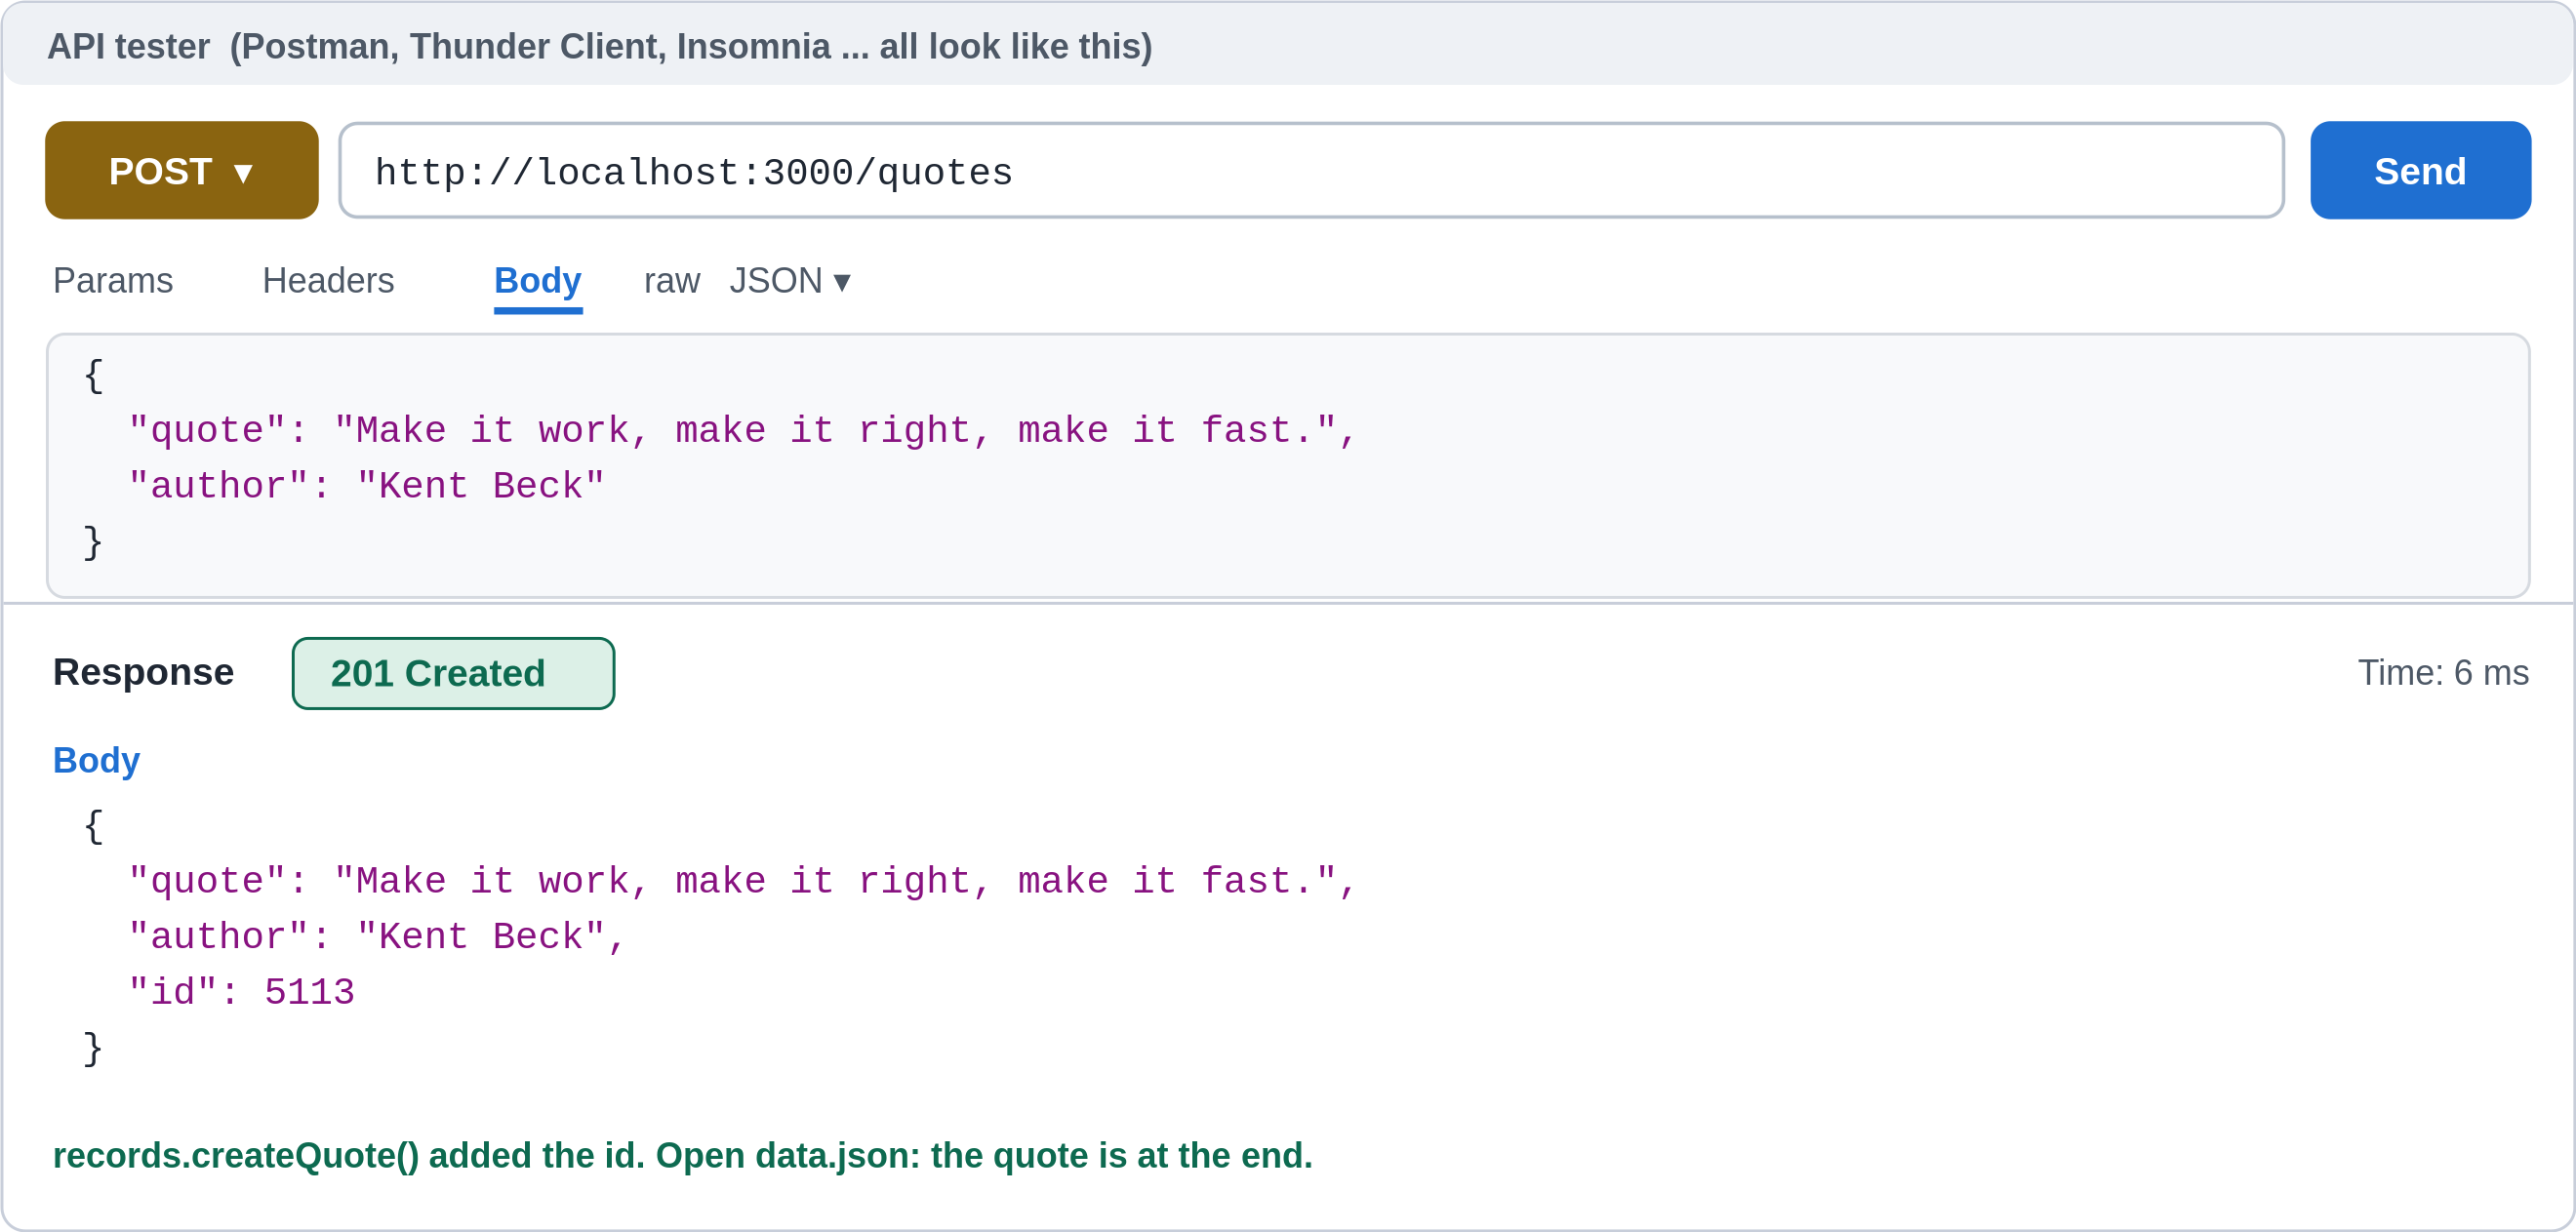 API tester  (Postman, Thunder Client, Insomnia ... all look like this)
POST ▾ http://localhost:3000/quotes Send
Params Headers Body raw JSON ▾
{
  "quote": "Make it work, make it right, make it fast.",
  "author": "Kent Beck"
}
Response 201 Created Time: 6 ms
Body
{
  "quote": "Make it work, make it right, make it fast.",
  "author": "Kent Beck",
  "id": 5113
}
records.createQuote() added the id. Open data.json: the quote is at the end.